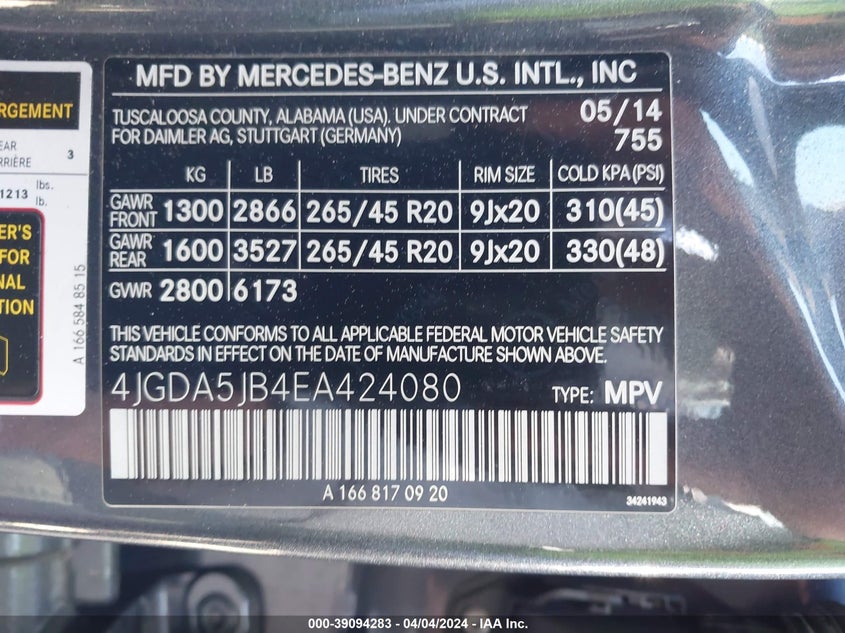 RGEMENT
EAR
RRIÈRE 3
1213 lbs.
lb.
ER'S
FOR
NAL
TION
A 166 584 85 15
MFD BY MERCEDES-BENZ U.S. INTL., INC
TUSCALOOSA COUNTY, ALABAMA (USA). UNDER CONTRACT 05/14
FOR DAIMLER AG, STUTTGART (GERMANY) 755
KG LB TIRES RIM SIZE COLD KPA (PSI)
GAWR FRONT 1300 2866 265/45 R20 9Jx20 310(45)
GAWR REAR 1600 3527 265/45 R20 9Jx20 330(48)
GVWR 2800 6173
THIS VEHICLE CONFORMS TO ALL APPLICABLE FEDERAL MOTOR VEHICLE SAFETY
STANDARDS IN EFFECT ON THE DATE OF MANUFACTURE SHOWN ABOVE.
4JGDA5JB4EA424080 TYPE: MPV
A 166 817 09 20 34241943
000-39094283 - 04/04/2024 - IAA Inc.